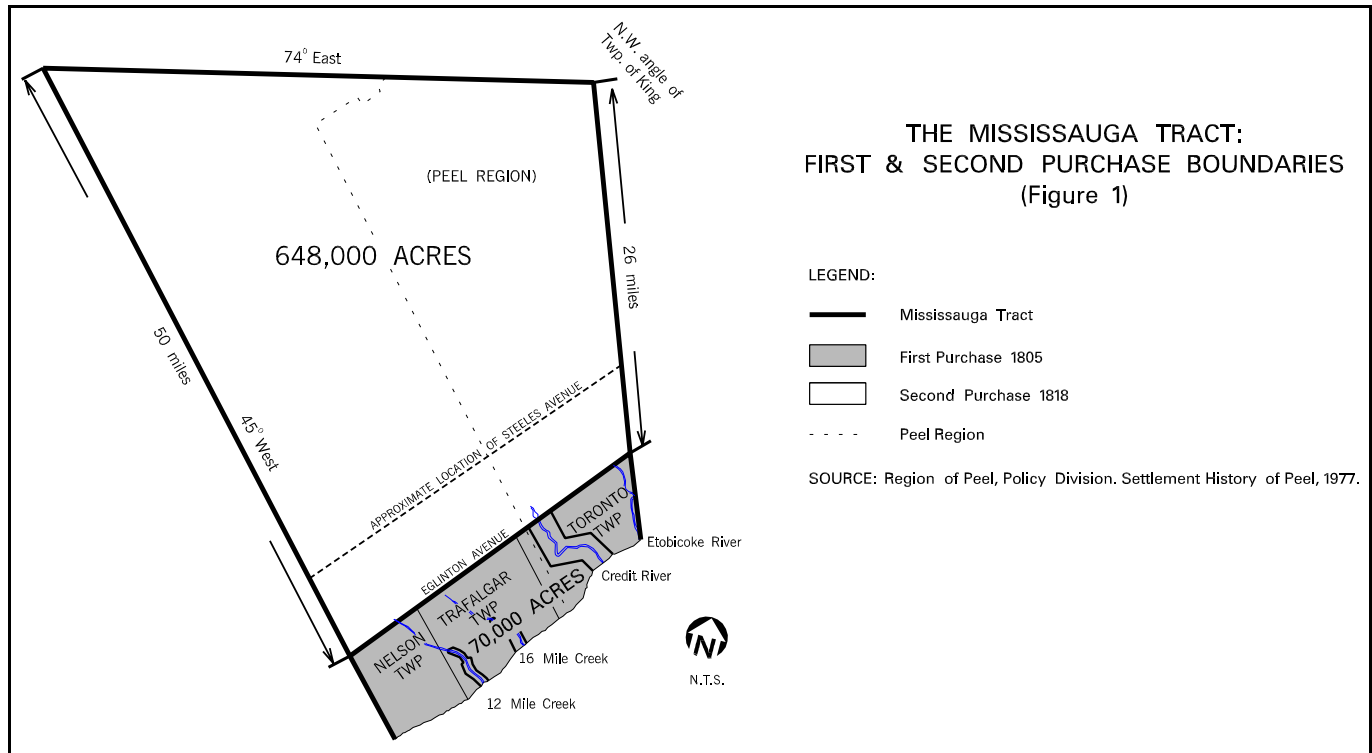 74° East
N.W. angle of
Twp. of King
(PEEL REGION)
648,000 ACRES
26 miles
50 miles
45° West
APPROXIMATE LOCATION OF STEELES AVENUE
EGLINTON AVENUE
TORONTO
TWP
TRAFALGAR
TWP
70,000 ACRES
NELSON
TWP
Etobicoke River
Credit River
16 Mile Creek
12 Mile Creek
N
N.T.S.
THE MISSISSAUGA TRACT:
FIRST & SECOND PURCHASE BOUNDARIES
(Figure 1)
LEGEND:
Mississauga Tract
First Purchase 1805
Second Purchase 1818
Peel Region
SOURCE: Region of Peel, Policy Division. Settlement History of Peel, 1977.